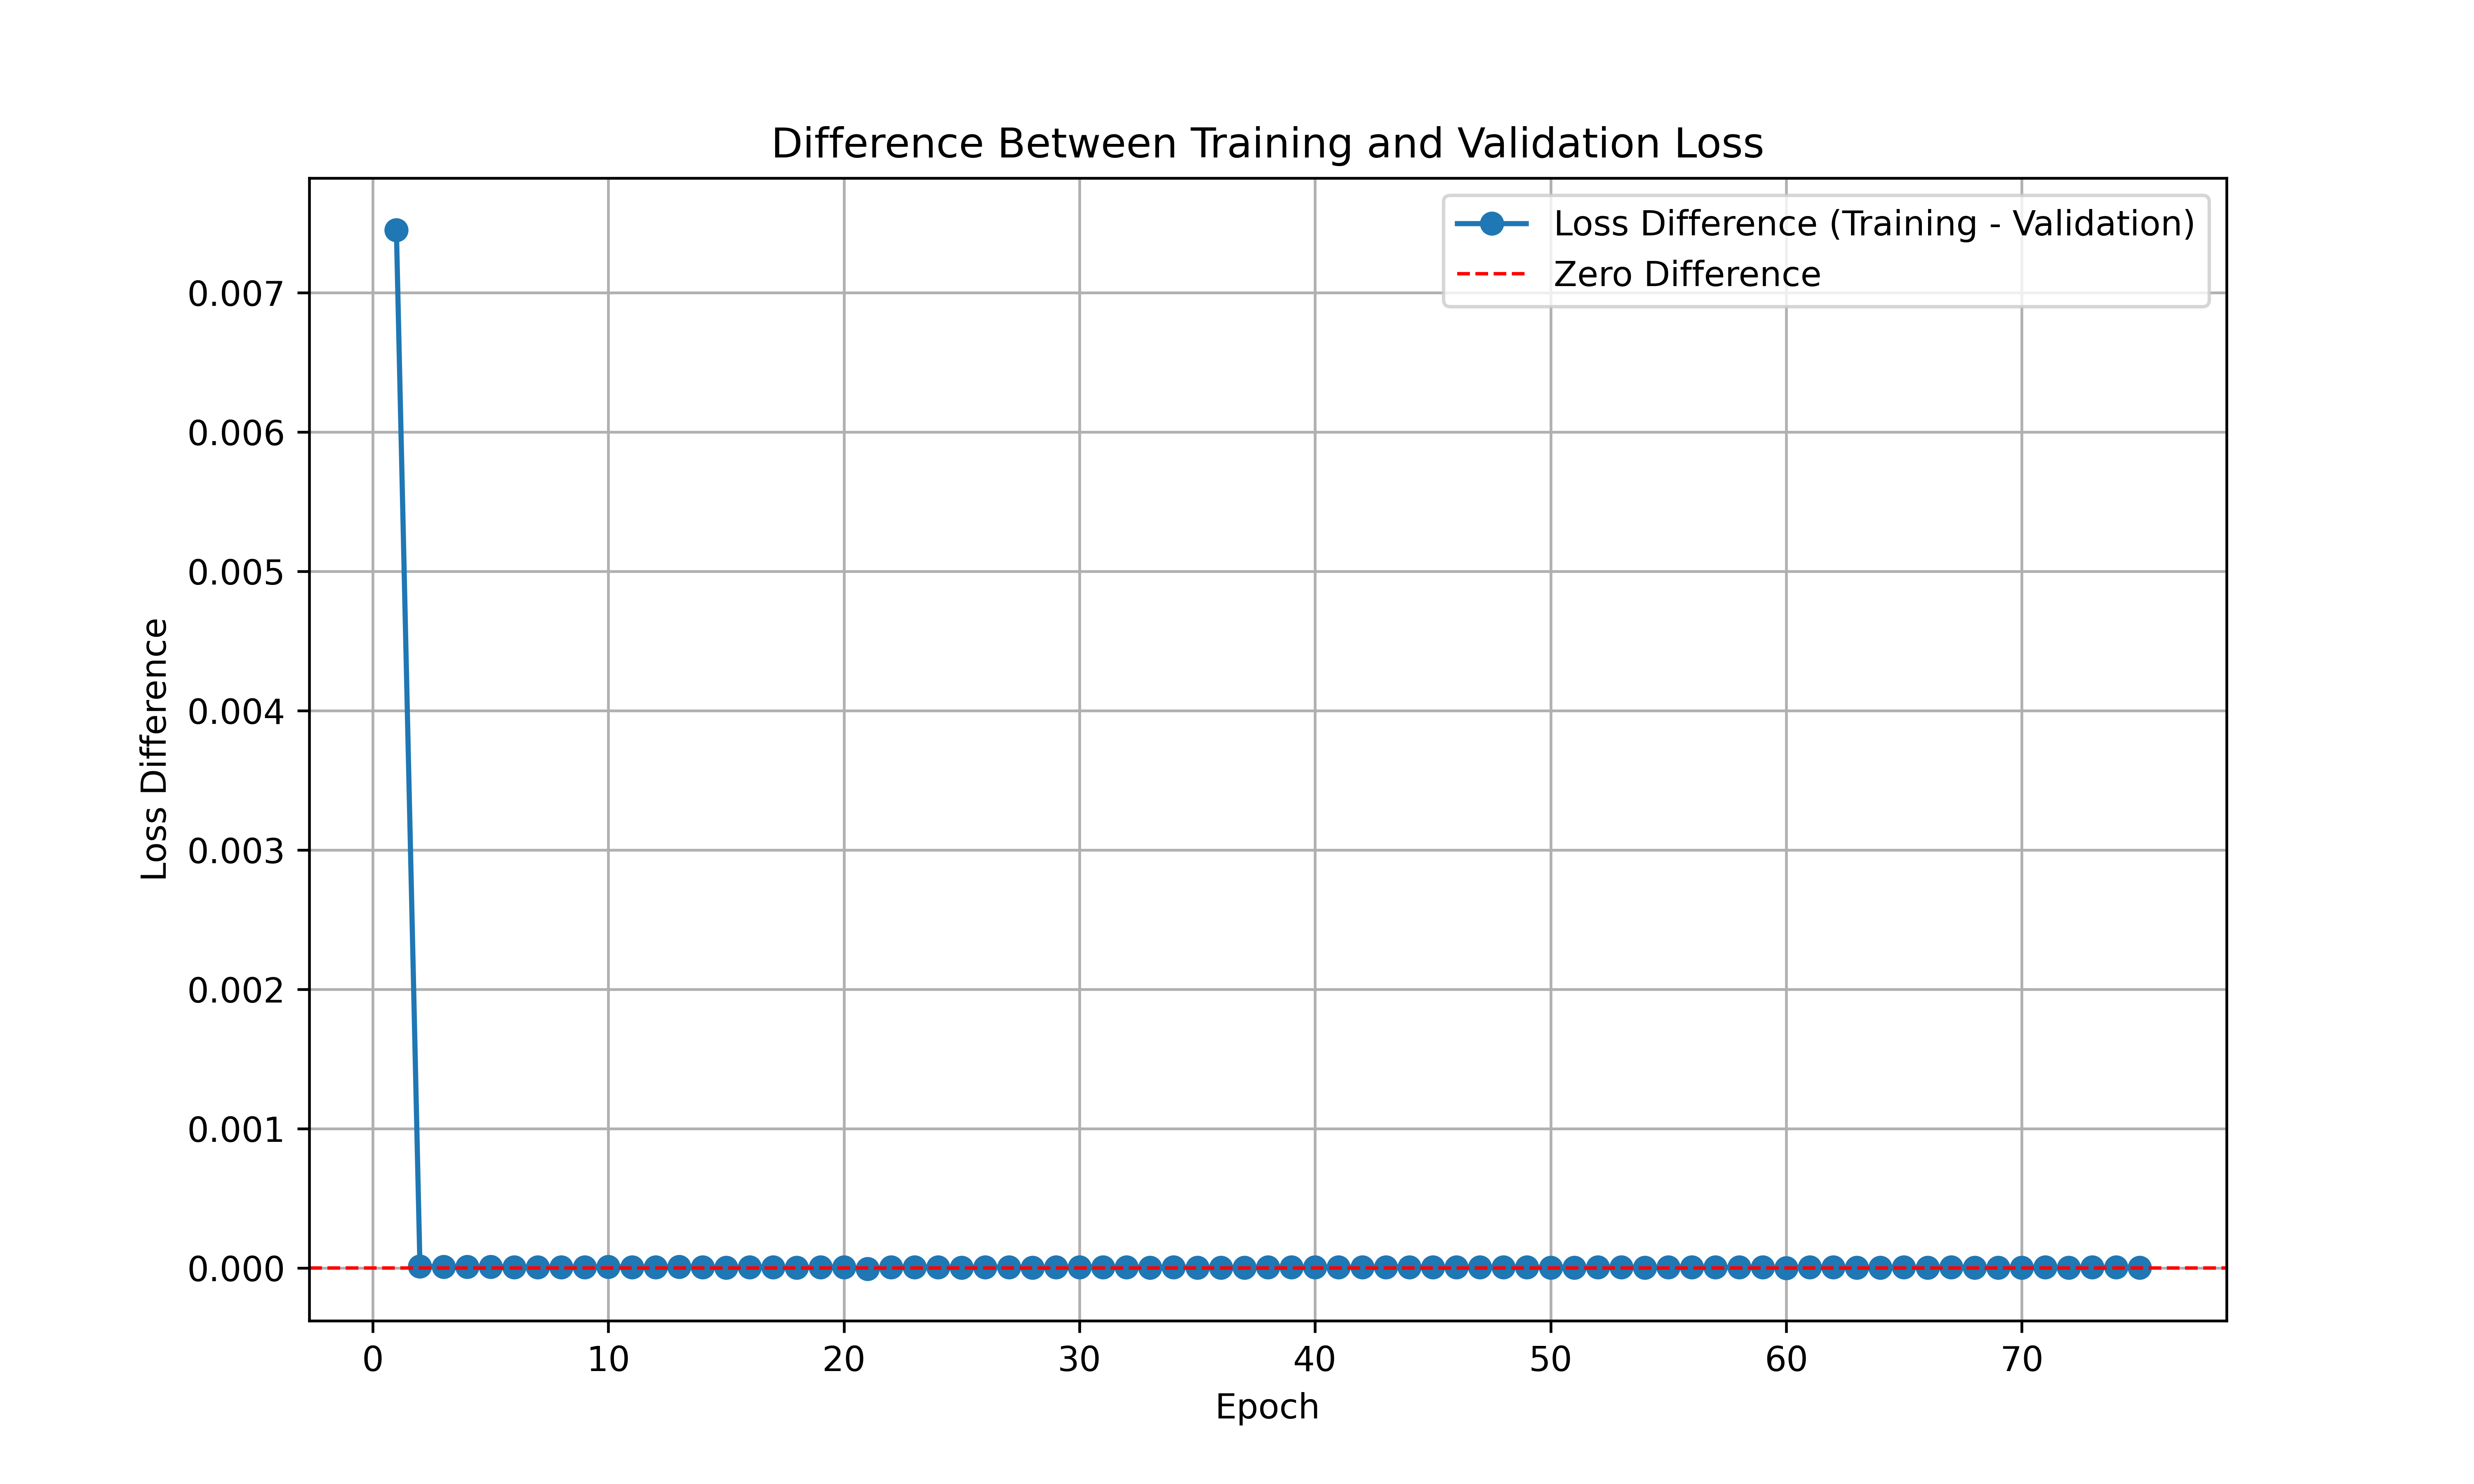 Difference Between Training and Validation Loss
Loss Difference (Training - Validation)
Zero Difference
0.007
0.006
0.005
0.004
0.003
0.002
0.001
0.000
Loss Difference
0 10 20 30 40 50 60 70
Epoch